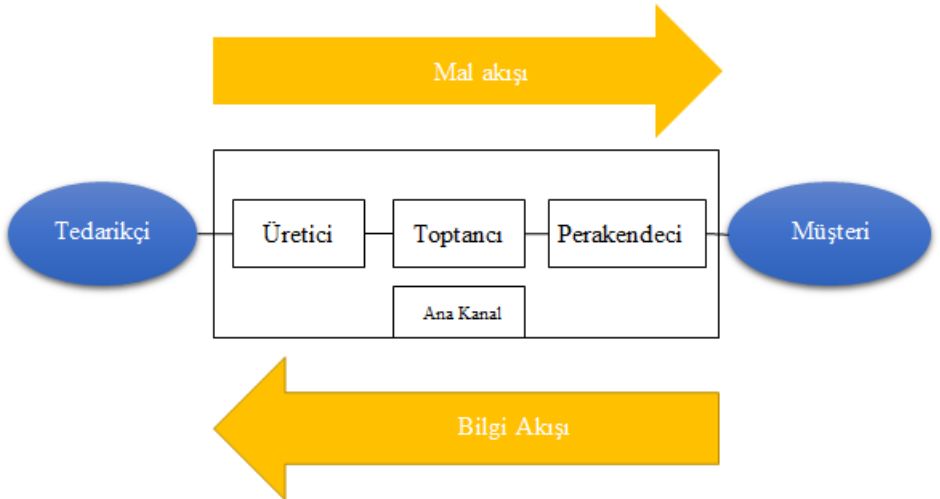 Mal akışı
Tedarikçi
Üretici
Toptancı
Perakendeci
Müşteri
Ana Kanal
Bilgi Akışı